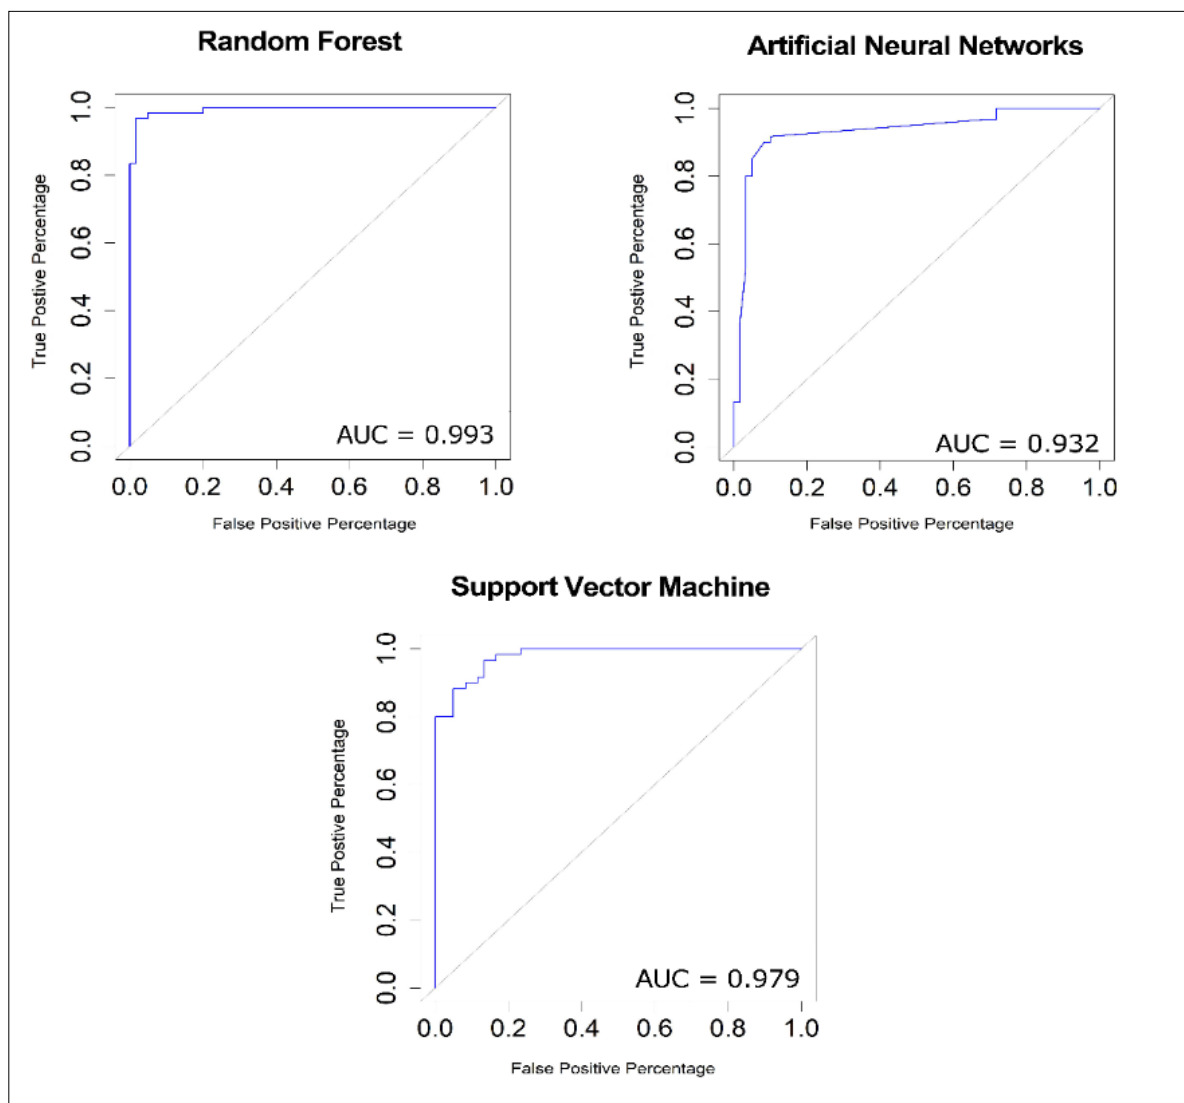 Random Forest
True Postive Percentage
1.0
0.8
0.6
0.4
0.2
0.0
AUC = 0.993
0.0 0.2 0.4 0.6 0.8 1.0
False Positive Percentage
Artificial Neural Networks
True Postive Percentage
1.0
0.8
0.6
0.4
0.2
0.0
AUC = 0.932
0.0 0.2 0.4 0.6 0.8 1.0
False Positive Percentage
Support Vector Machine
True Postive Percentage
1.0
0.8
0.6
0.4
0.2
0.0
AUC = 0.979
0.0 0.2 0.4 0.6 0.8 1.0
False Positive Percentage